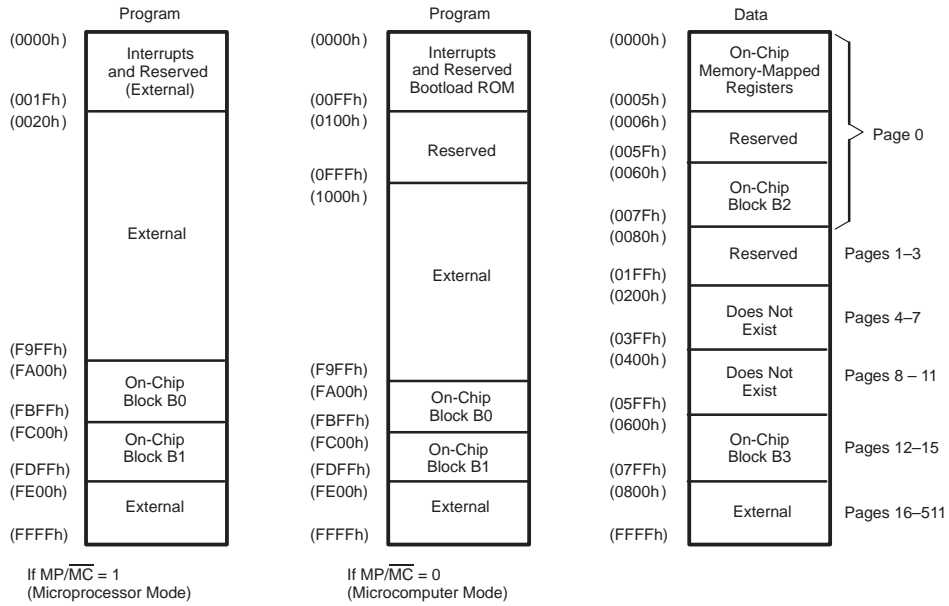 Program
(0000h)
Interrupts
and Reserved
(External)
(001Fh)
(0020h)
External
(F9FFh)
(FA00h)
On-Chip
Block B0
(FBFFh)
(FC00h)
On-Chip
Block B1
(FDFFh)
(FE00h)
External
(FFFFh)
If MP/M̅C̅ = 1
(Microprocessor Mode)
Program
(0000h)
Interrupts
and Reserved
Bootload ROM
(00FFh)
(0100h)
Reserved
(0FFFh)
(1000h)
External
(F9FFh)
(FA00h)
On-Chip
Block B0
(FBFFh)
(FC00h)
On-Chip
Block B1
(FDFFh)
(FE00h)
External
(FFFFh)
If MP/M̅C̅ = 0
(Microcomputer Mode)
Data
(0000h)
On-Chip
Memory-Mapped
Registers
(0005h)
(0006h)
Reserved
Page 0
(005Fh)
(0060h)
On-Chip
Block B2
(007Fh)
(0080h)
Reserved
Pages 1–3
(01FFh)
(0200h)
Does Not
Exist
Pages 4–7
(03FFh)
(0400h)
Does Not
Exist
Pages 8 – 11
(05FFh)
(0600h)
On-Chip
Block B3
Pages 12–15
(07FFh)
(0800h)
External
Pages 16–511
(FFFFh)